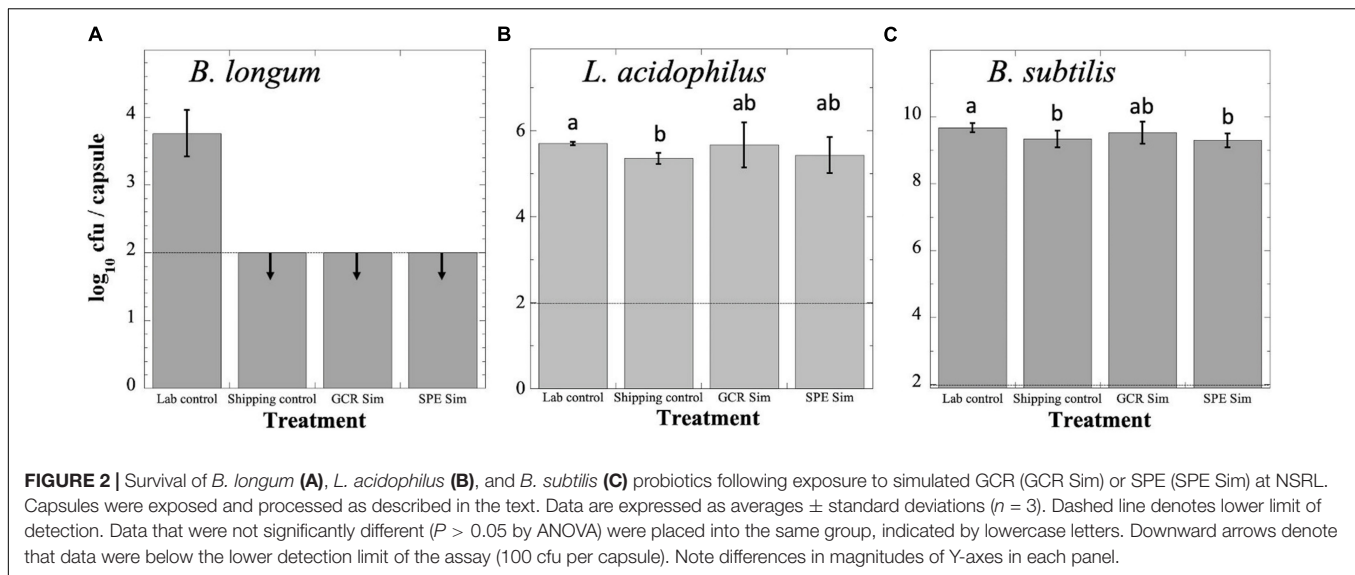 A
B. longum
log10 cfu / capsule
4
3
2
1
0
Lab control Shipping control GCR Sim SPE Sim
Treatment
B
L. acidophilus
a b ab ab
6
4
2
0
Lab control Shipping control GCR Sim SPE Sim
Treatment
C
B. subtilis
a b ab b
10
8
6
4
2
Lab control Shipping control GCR Sim SPE Sim
Treatment
FIGURE 2 | Survival of B. longum (A), L. acidophilus (B), and B. subtilis (C) probiotics following exposure to simulated GCR (GCR Sim) or SPE (SPE Sim) at NSRL.
Capsules were exposed and processed as described in the text. Data are expressed as averages ± standard deviations (n = 3). Dashed line denotes lower limit of
detection. Data that were not significantly different (P > 0.05 by ANOVA) were placed into the same group, indicated by lowercase letters. Downward arrows denote
that data were below the lower detection limit of the assay (100 cfu per capsule). Note differences in magnitudes of Y-axes in each panel.